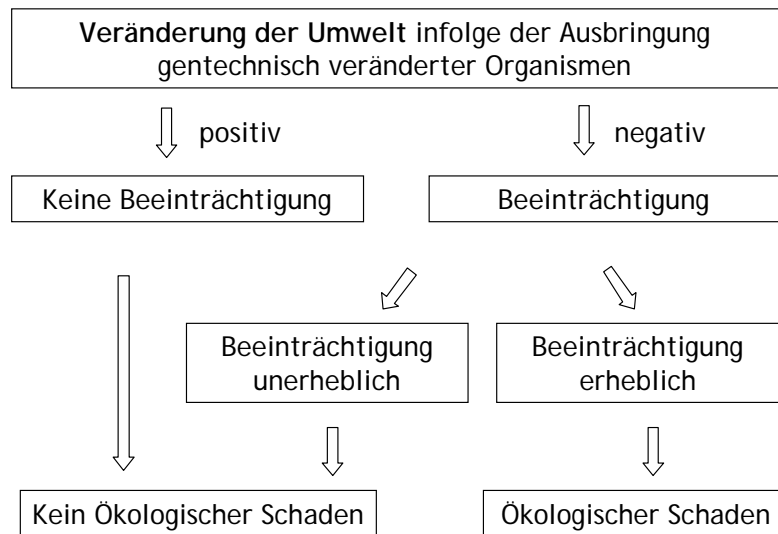 Veränderung der Umwelt infolge der Ausbringung
gentechnisch veränderter Organismen
positiv
negativ
Keine Beeinträchtigung
Beeinträchtigung
Beeinträchtigung
unerheblich
Beeinträchtigung
erheblich
Kein Ökologischer Schaden
Ökologischer Schaden